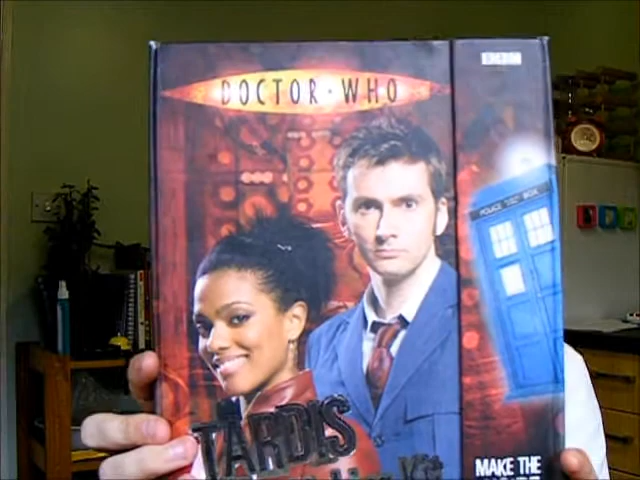 DOCTOR · WHO
BBC
POLICE BOX
TARDIS
MAKE THE